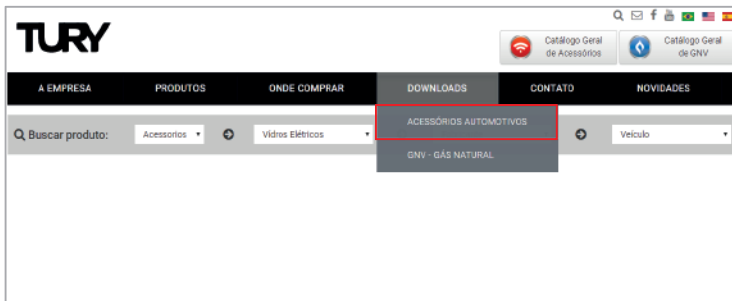 TURY
Catálogo Geral
de Acessórios
Catálogo Geral
de GNV
A EMPRESA PRODUTOS ONDE COMPRAR DOWNLOADS CONTATO NOVIDADES
ACESSÓRIOS AUTOMOTIVOS
Buscar produto: Acessorios Vidros Elétricos Veículo
GNV - GÁS NATURAL